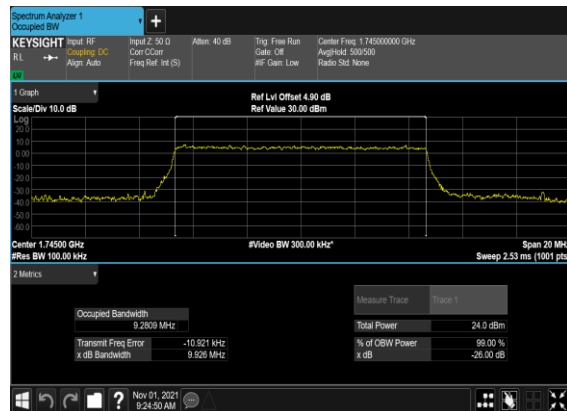 Spectrum Analyzer 1
Occupied BW
KEYSIGHT Input: RF Input Z: 50 Ω Atten: 40 dB Trig: Free Run Center Freq: 1.745000000 GHz
RL Coupling: DC Corr CCorr Gate: Off Avg|Hold: 500/500
Align: Auto Freq Ref: Int (S) #IF Gain: Low Radio Std: None
LW
1 Graph
Ref Lvl Offset 4.90 dB
Scale/Div 10.0 dB Ref Value 30.00 dBm
Log
20.0
10.0
0.00
-10.0
-20.0
-30.0
-40.0
-50.0
-60.0
Center 1.74500 GHz #Video BW 300.00 kHz* Span 20 MHz
#Res BW 100.00 kHz Sweep 2.53 ms (1001 pts)
2 Metrics
Measure Trace Trace 1
Occupied Bandwidth
9.2809 MHz Total Power 24.0 dBm
Transmit Freq Error -10.921 kHz % of OBW Power 99.00 %
x dB Bandwidth 9.926 MHz x dB -26.00 dB
Nov 01, 2021
9:24:50 AM